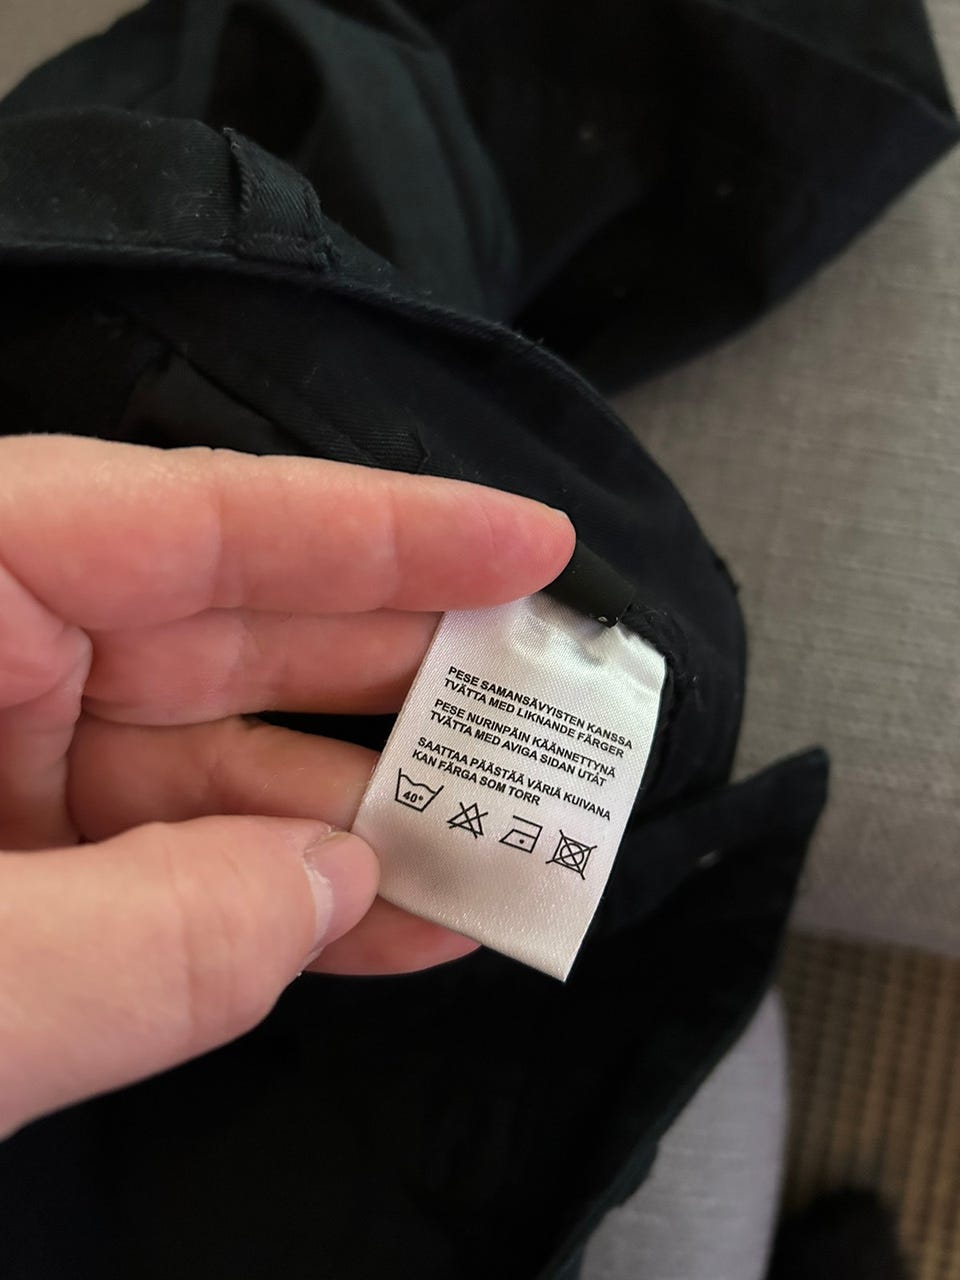 PESE SAMANSÄVYISTEN KANSSA
TVÄTTA MED LIKNANDE FÄRGER
PESE NURINPÄIN KÄÄNNETTYNÄ
TVÄTTA MED AVIGA SIDAN UTÅT
SAATTAA PÄÄSTÄÄ VÄRIÄ KUIVANA
KAN FÄRGA SOM TORR
40°